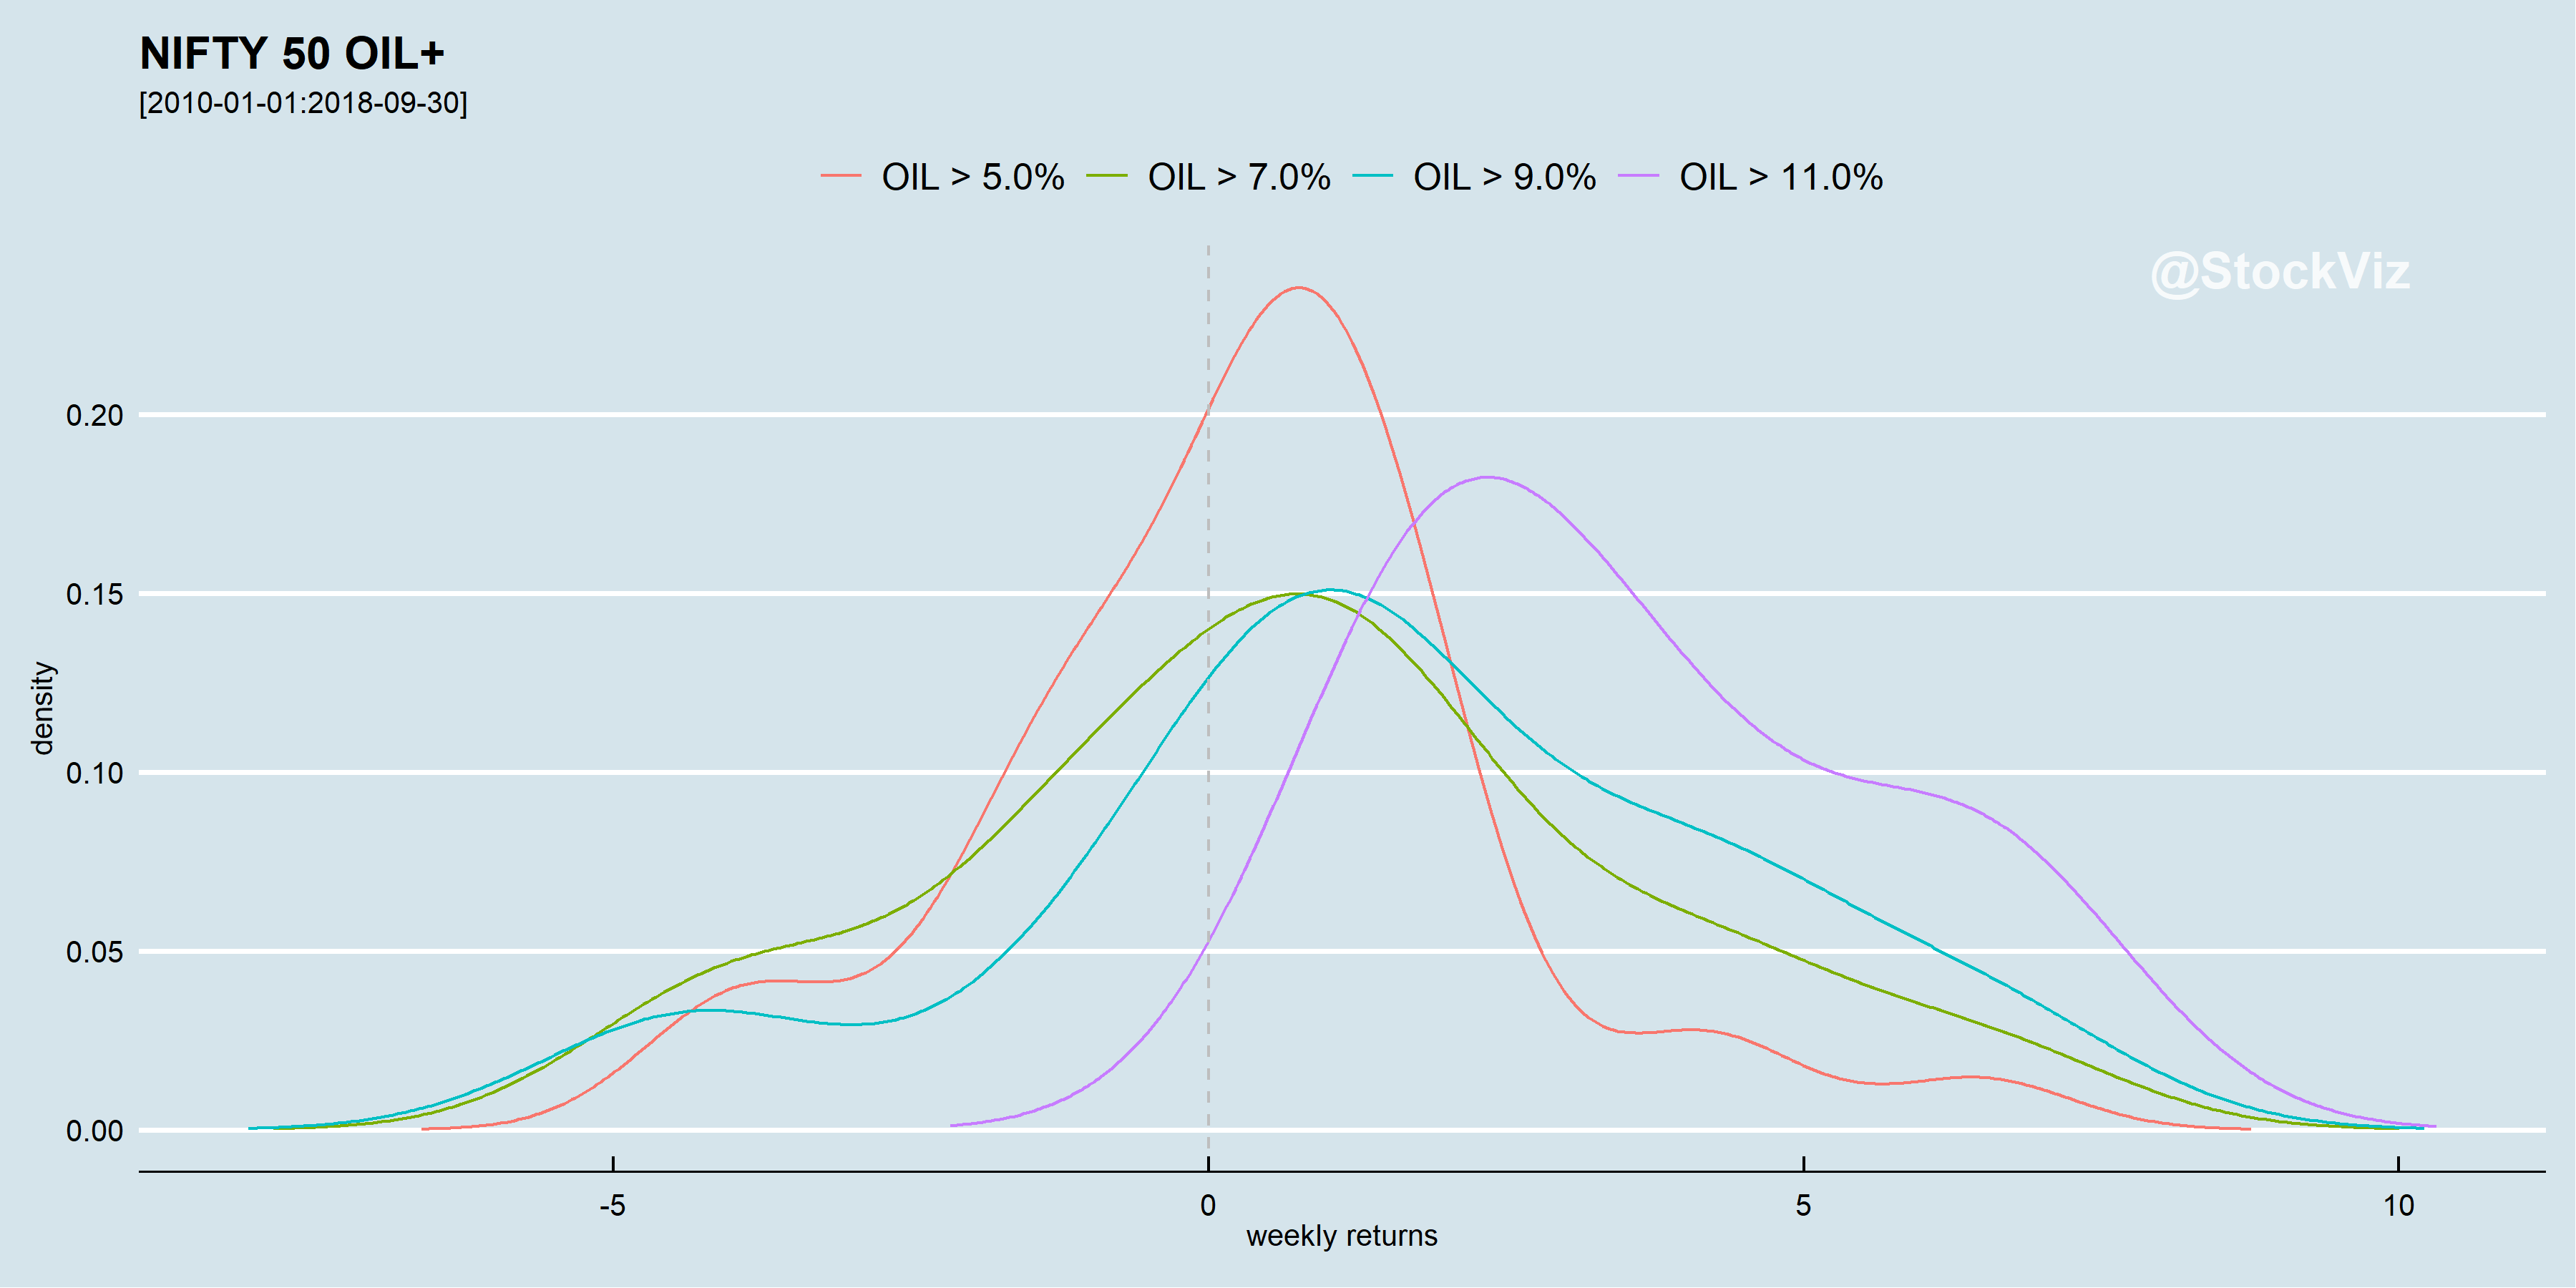 NIFTY 50 OIL+
[2010-01-01:2018-09-30]
OIL > 5.0% OIL > 7.0% OIL > 9.0% OIL > 11.0%
@StockViz
0.20
0.15
0.10
0.05
0.00
density
-5 0 5 10
weekly returns